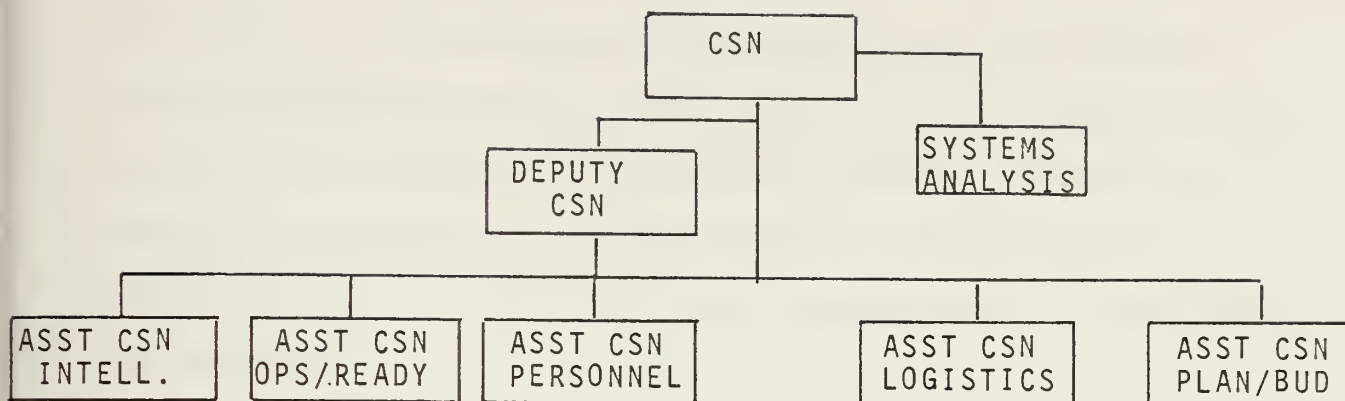 CSN
SYSTEMS
ANALYSIS
DEPUTY
CSN
ASST CSN
INTELL.
ASST CSN
OPS/.READY
ASST CSN
PERSONNEL
ASST CSN
LOGISTICS
ASST CSN
PLAN/BUD